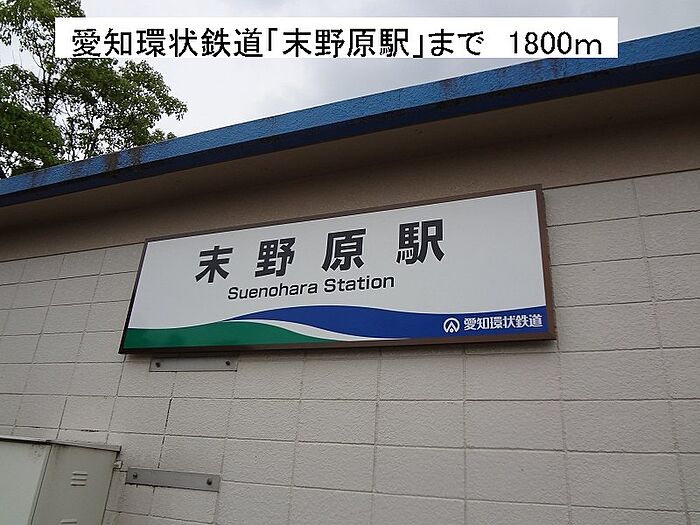 愛知環状鉄道「末野原駅」まで　1800m
末野原駅
Suenohara Station
愛知環状鉄道